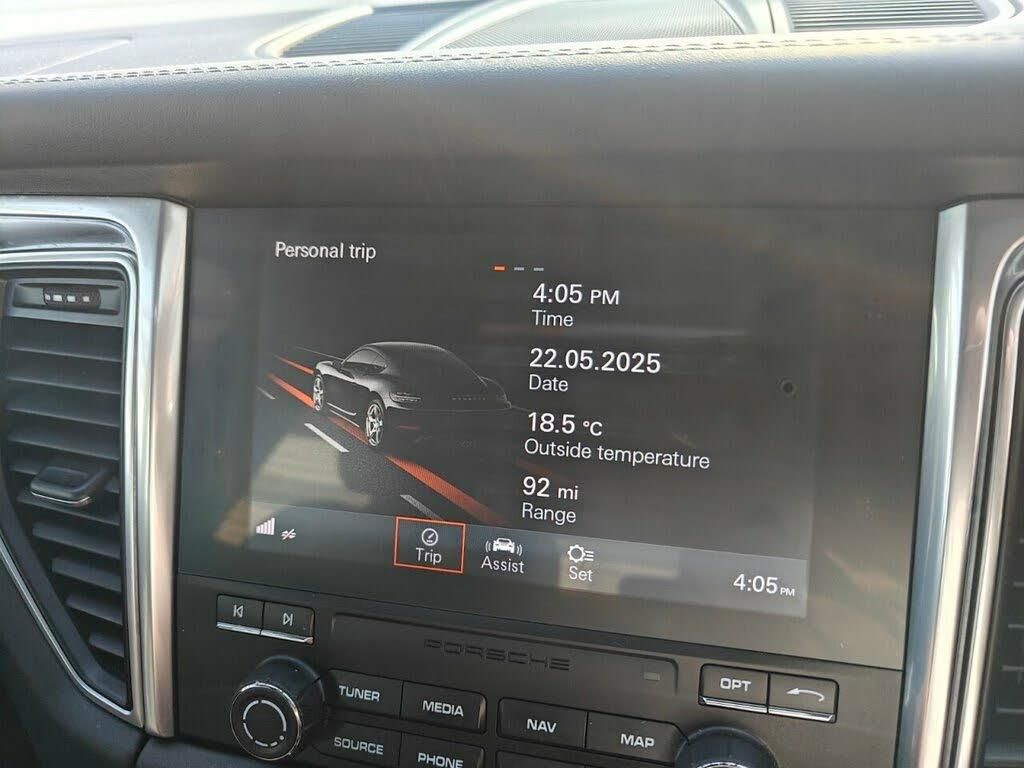 Personal trip
4:05 PM
Time
22.05.2025
Date
18.5 °C
Outside temperature
92 mi
Range
Trip
Assist
Set
4:05 PM
PORSCHE
TUNER
MEDIA
NAV
MAP
OPT
SOURCE
PHONE